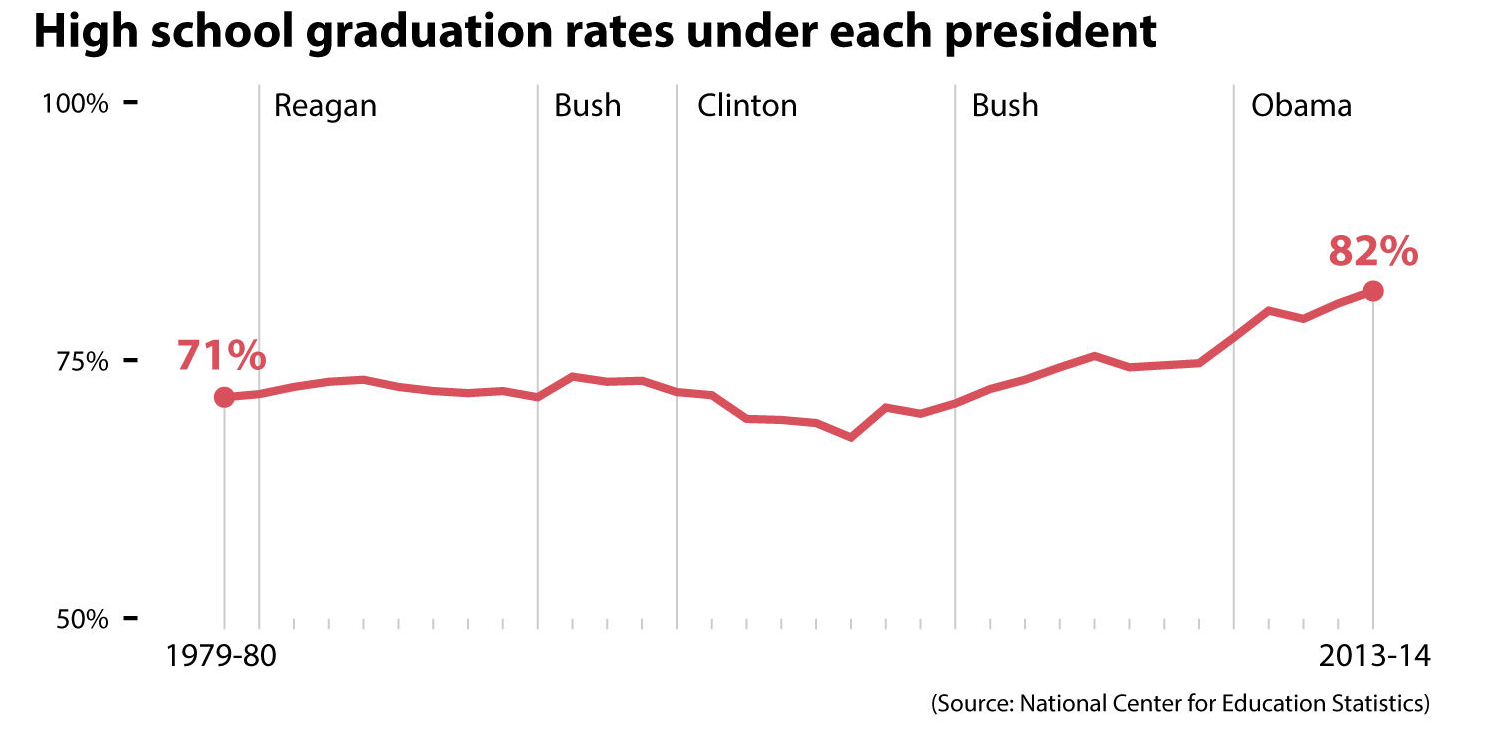 High school graduation rates under each president
100%
Reagan
Bush
Clinton
Bush
Obama
82%
75%
71%
50%
1979-80
2013-14
(Source: National Center for Education Statistics)